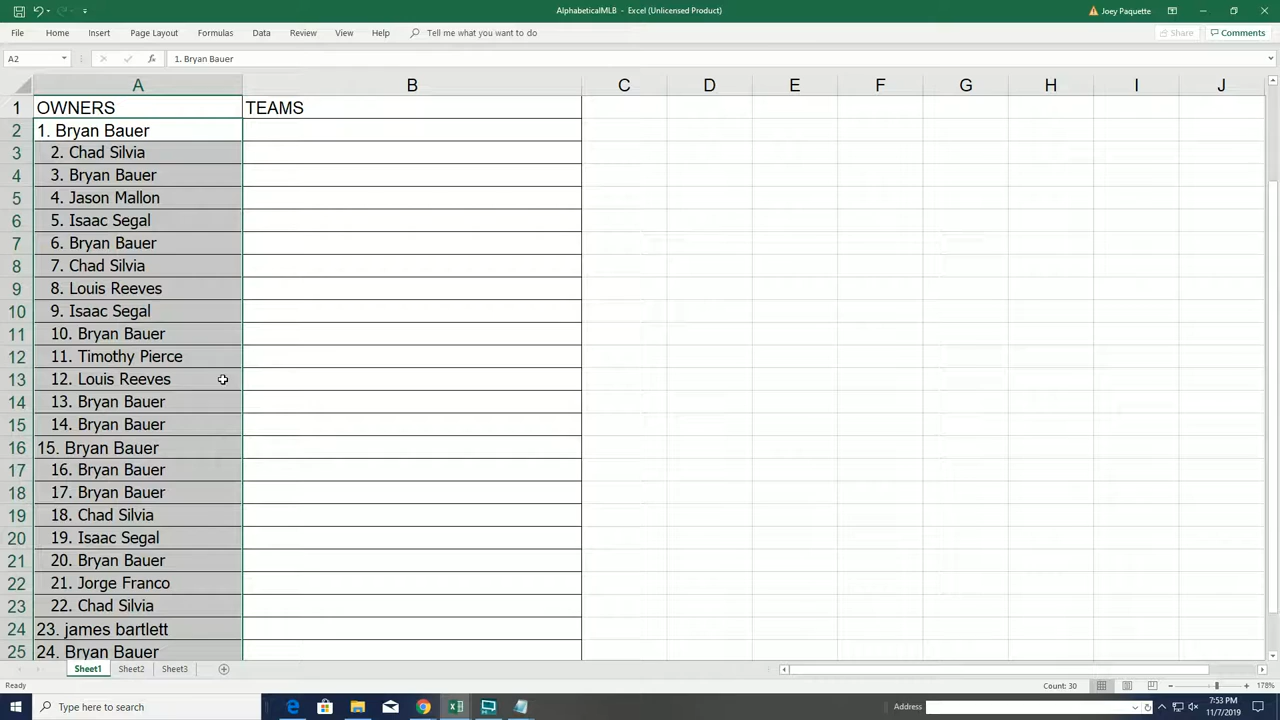 AlphabeticalMLB - Excel (Unlicensed Product)
Joey Paquette
File Home Insert Page Layout Formulas Data Review View Help Tell me what you want to do Share Comments
A2 fx 1. Bryan Bauer
A B C D E F G H I J
1 OWNERS TEAMS
2 1. Bryan Bauer
3 2. Chad Silvia
4 3. Bryan Bauer
5 4. Jason Mallon
6 5. Isaac Segal
7 6. Bryan Bauer
8 7. Chad Silvia
9 8. Louis Reeves
10 9. Isaac Segal
11 10. Bryan Bauer
12 11. Timothy Pierce
13 12. Louis Reeves
14 13. Bryan Bauer
15 14. Bryan Bauer
16 15. Bryan Bauer
17 16. Bryan Bauer
18 17. Bryan Bauer
19 18. Chad Silvia
20 19. Isaac Segal
21 20. Bryan Bauer
22 21. Jorge Franco
23 22. Chad Silvia
24 23. james bartlett
25 24. Bryan Bauer
Sheet1 Sheet2 Sheet3
Ready Count: 30 178%
Type here to search Address 7:53 PM
11/7/2019